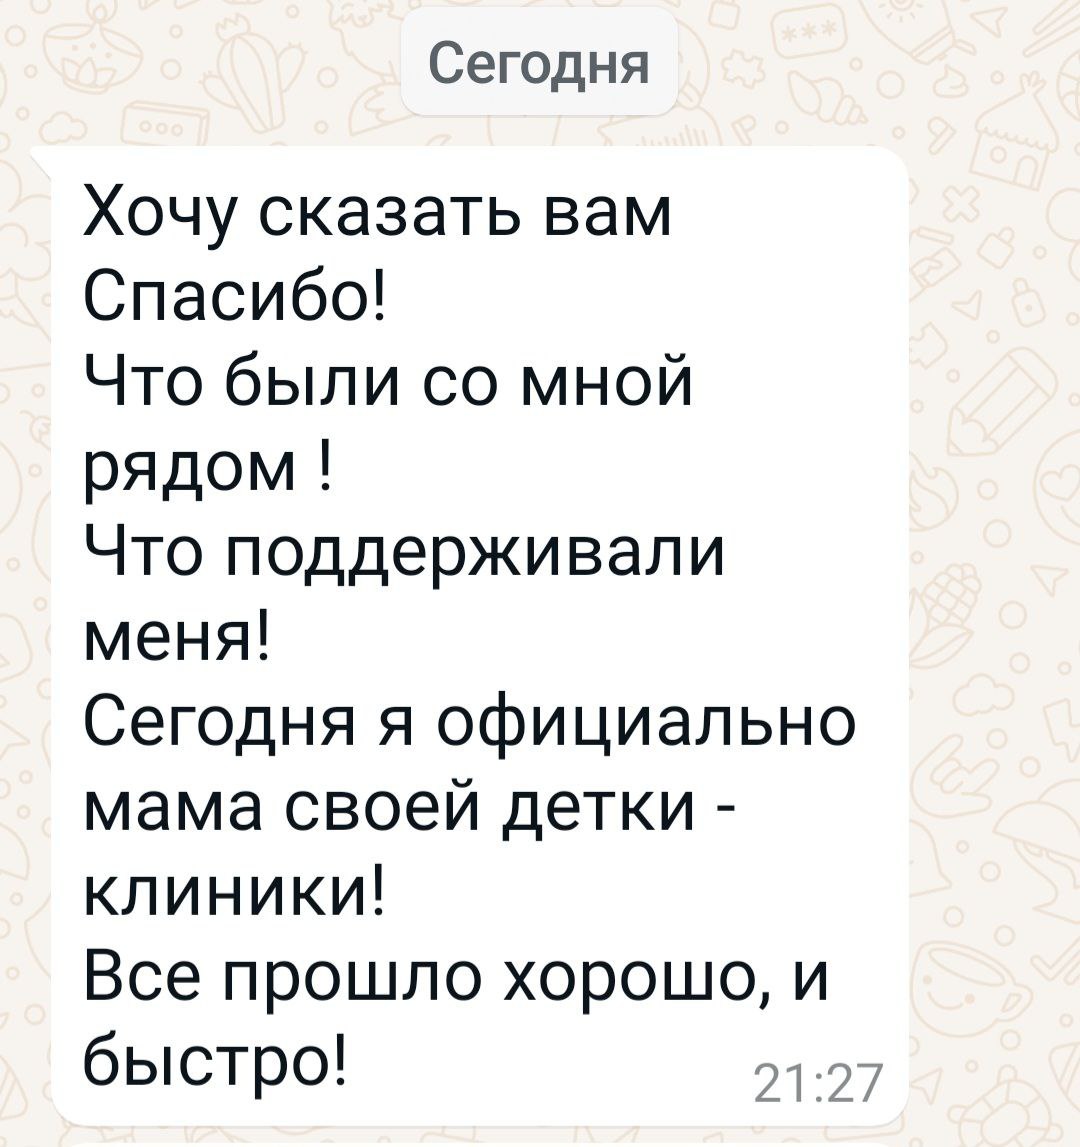 Сегодня
Хочу сказать вам
Спасибо!
Что были со мной
рядом !
Что поддерживали
меня!
Сегодня я официально
мама своей детки -
клиники!
Все прошло хорошо, и
быстро!
21:27